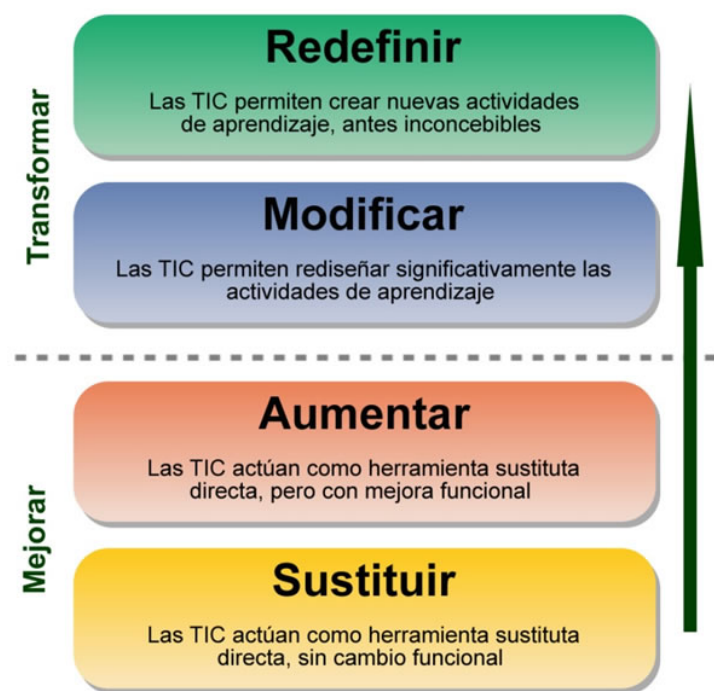 Transformar
Redefinir
Las TIC permiten crear nuevas actividades
de aprendizaje, antes inconcebibles
Modificar
Las TIC permiten rediseñar significativamente las
actividades de aprendizaje
Mejorar
Aumentar
Las TIC actúan como herramienta sustituta
directa, pero con mejora funcional
Sustituir
Las TIC actúan como herramienta sustituta
directa, sin cambio funcional